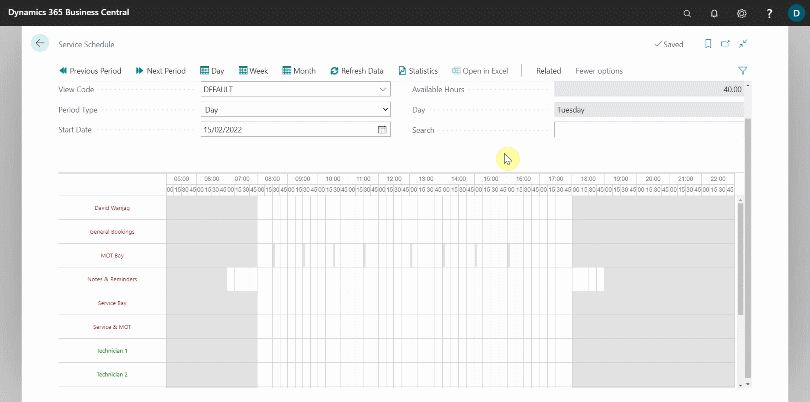 Dynamics 365 Business Central
? D
Service Schedule
Saved
Previous Period Next Period Day Week Month Refresh Data Statistics Open in Excel Related Fewer options
View Code DEFAULT Available Hours 40.00
Period Type Day Day Tuesday
Start Date 15/02/2022 Search
05:00 06:00 07:00 08:00 09:00 10:00 11:00 12:00 13:00 14:00 15:00 16:00 17:00 18:00 19:00 20:00 21:00 22:00
00 15 30 45 00 15 30 45 00 15 30 45 00 15 30 45 00 15 30 45 00 15 30 45 00 15 30 45 00 15 30 45 00 15 30 45 00 15 30 45 00 15 30 45 00 15 30 45 00 15 30 45 00 15 30 45 00 15 30 45 00 15 30 45 00 15 30 45 00 15 30 45
David Wanjag
General Bookings
MOT Bay
Notes & Reminders
Service Bay
Service & MOT
Technician 1
Technician 2